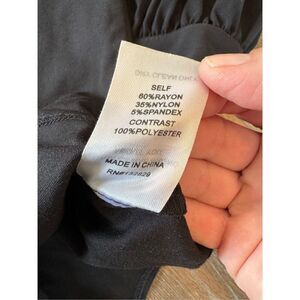 SELF
60%RAYON
35%NYLON
5%SPANDEX
CONTRAST
100%POLYESTER
MADE IN CHINA